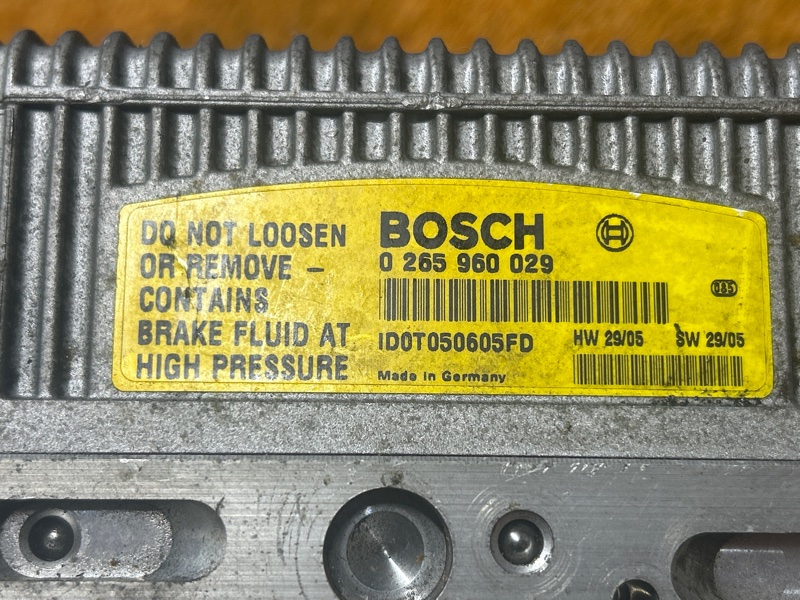 DO NOT LOOSEN
OR REMOVE –
CONTAINS
BRAKE FLUID AT
HIGH PRESSURE
BOSCH
0 265 960 029
085
ID0T050605FD
HW 29/05 SW 29/05
Made in Germany